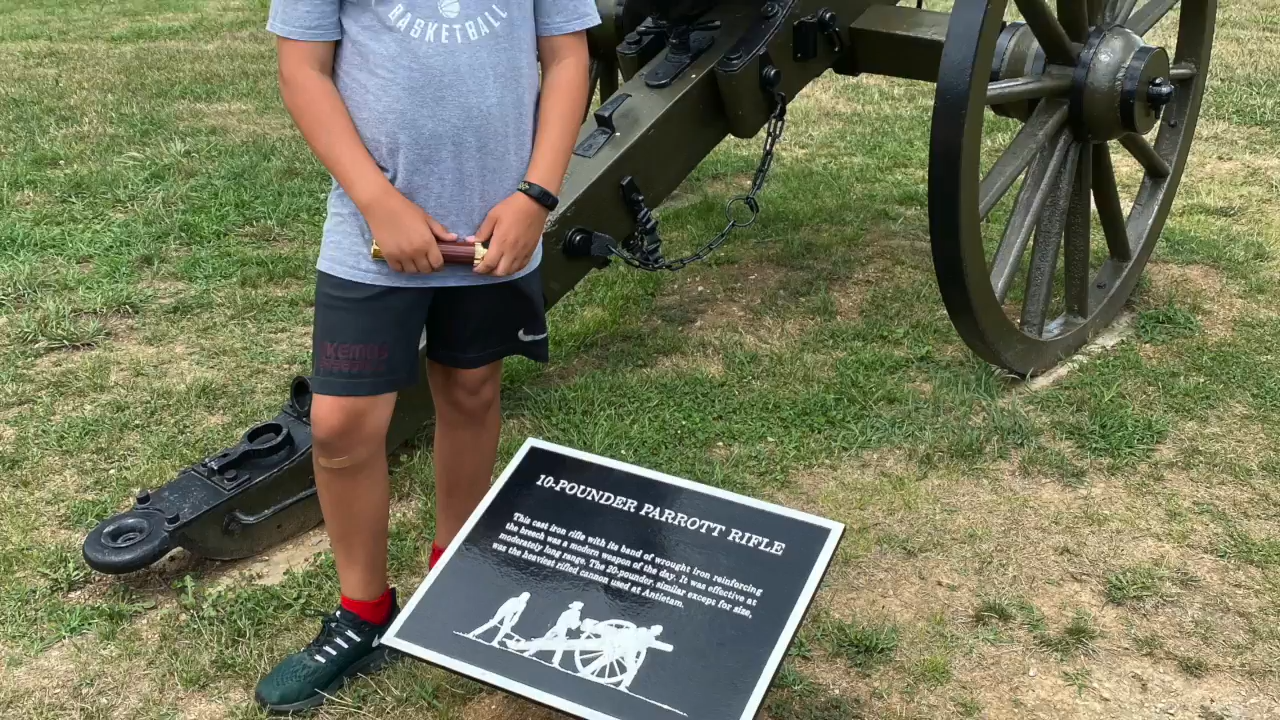 BASKETBALL
10-POUNDER PARROTT RIFLE
This cast iron rifle with its band of wrought iron reinforcing
the breech was a modern weapon of the day. It was effective at
moderately long range. The 20-pounder, similar except for size,
was the heaviest rifled cannon used at Antietam.